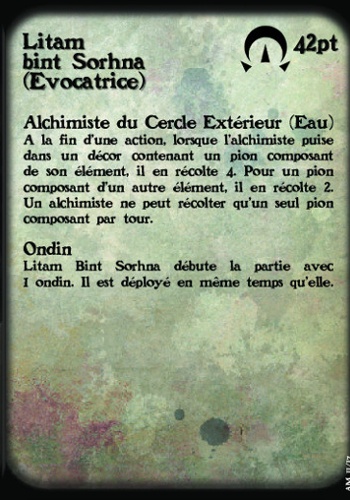 Litam
bint Sorhna
(Evocatrice)
42pt
Alchimiste du Cercle Extérieur (Eau)
A la fin d'une action, lorsque l'alchimiste puise
dans un décor contenant un pion composant
de son élément, il en récolte 4. Pour un pion
composant d'un autre élément, il en récolte 2.
Un alchimiste ne peut récolter qu'un seul pion
composant par tour.
Ondin
Litam Bint Sorhna débute la partie avec
1 ondin. Il est déployé en même temps qu'elle.